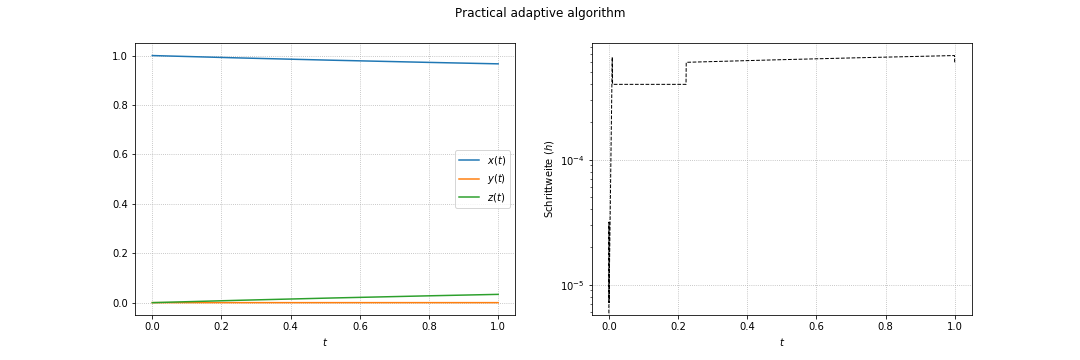 Practical adaptive algorithm
1.0
0.8
0.6
0.4
0.2
0.0
x(t)
y(t)
z(t)
0.0 0.2 0.4 0.6 0.8 1.0
t
Schrittweite (h)
10⁻⁴
10⁻⁵
0.0 0.2 0.4 0.6 0.8 1.0
t